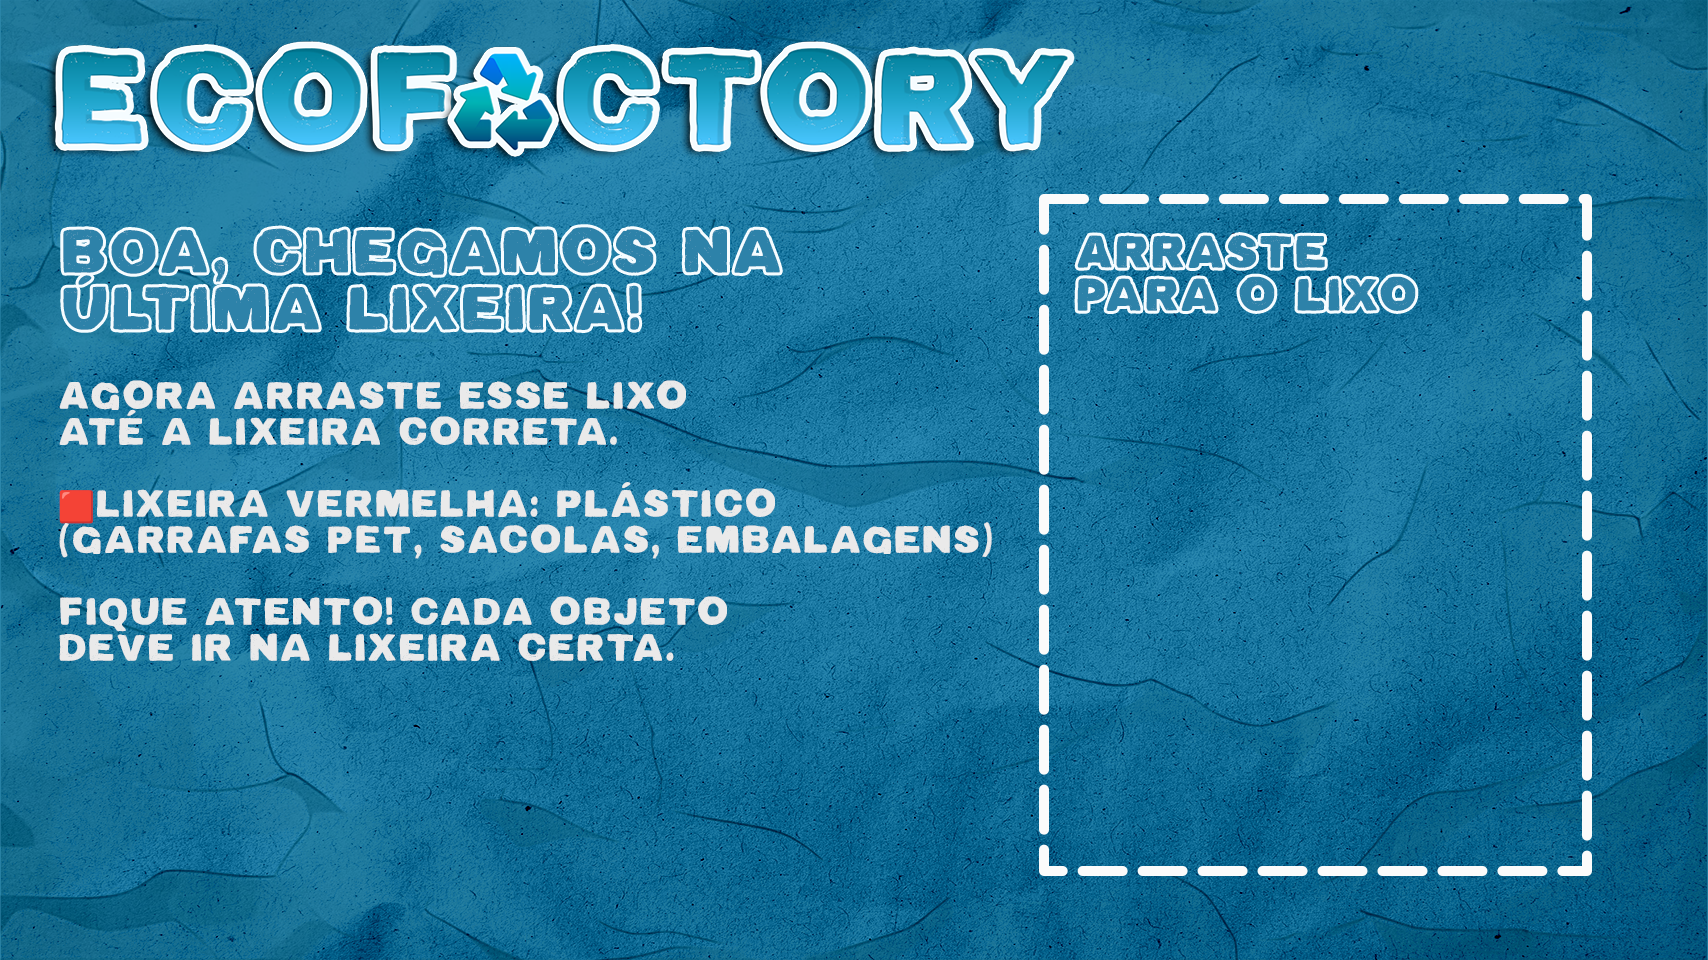 ECOFACTORY
BOA, CHEGAMOS NA
ÚLTIMA LIXEIRA!
AGORA ARRASTE ESSE LIXO
ATÉ A LIXEIRA CORRETA.
🟥LIXEIRA VERMELHA: PLÁSTICO
(GARRAFAS PET, SACOLAS, EMBALAGENS)
FIQUE ATENTO! CADA OBJETO
DEVE IR NA LIXEIRA CERTA.
ARRASTE
PARA O LIXO